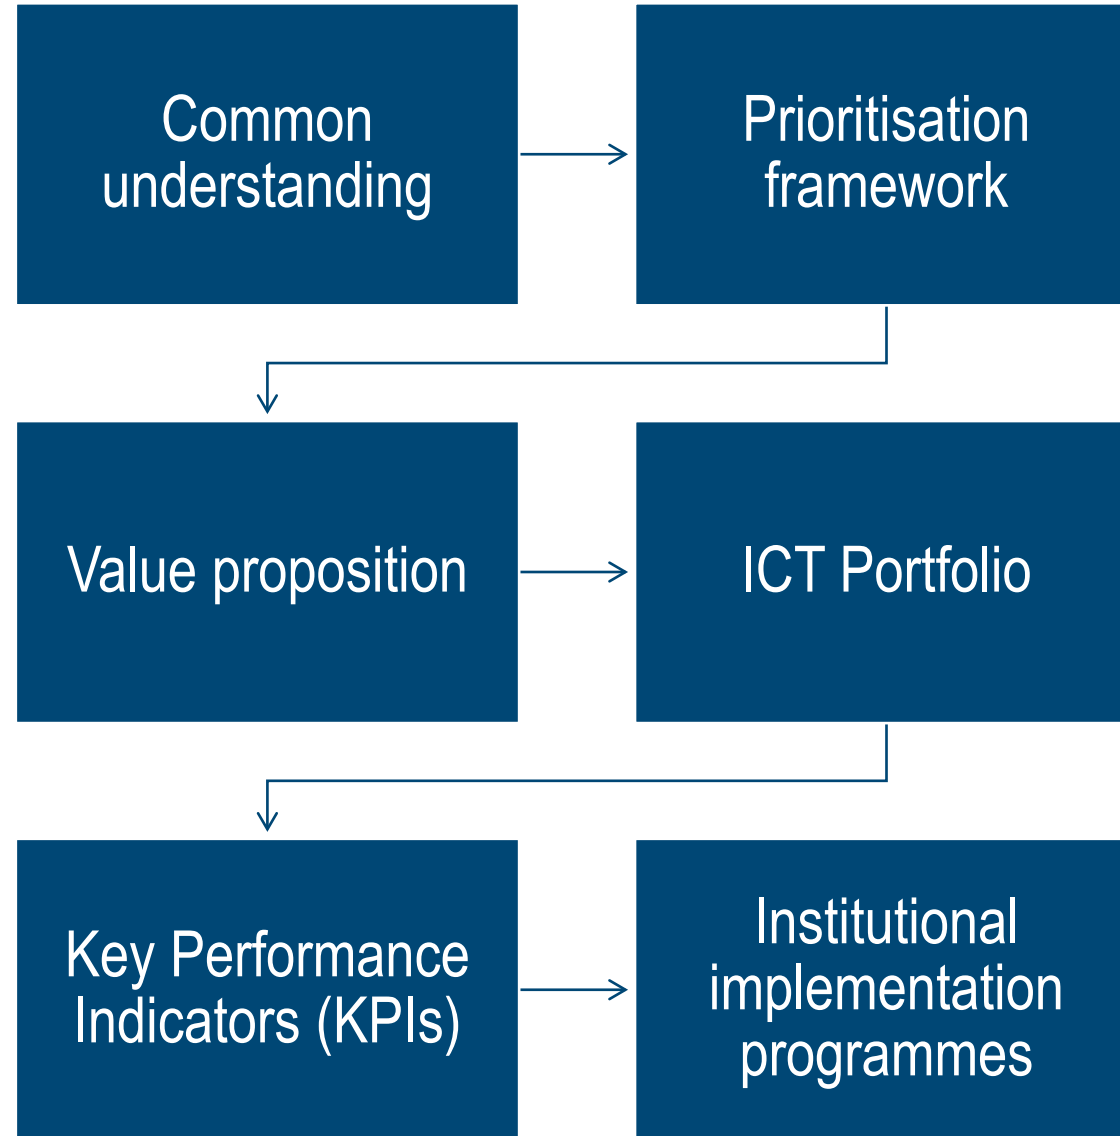 Common
understanding
Prioritisation
framework
Value proposition
ICT Portfolio
Key Performance
Indicators (KPIs)
Institutional
implementation
programmes